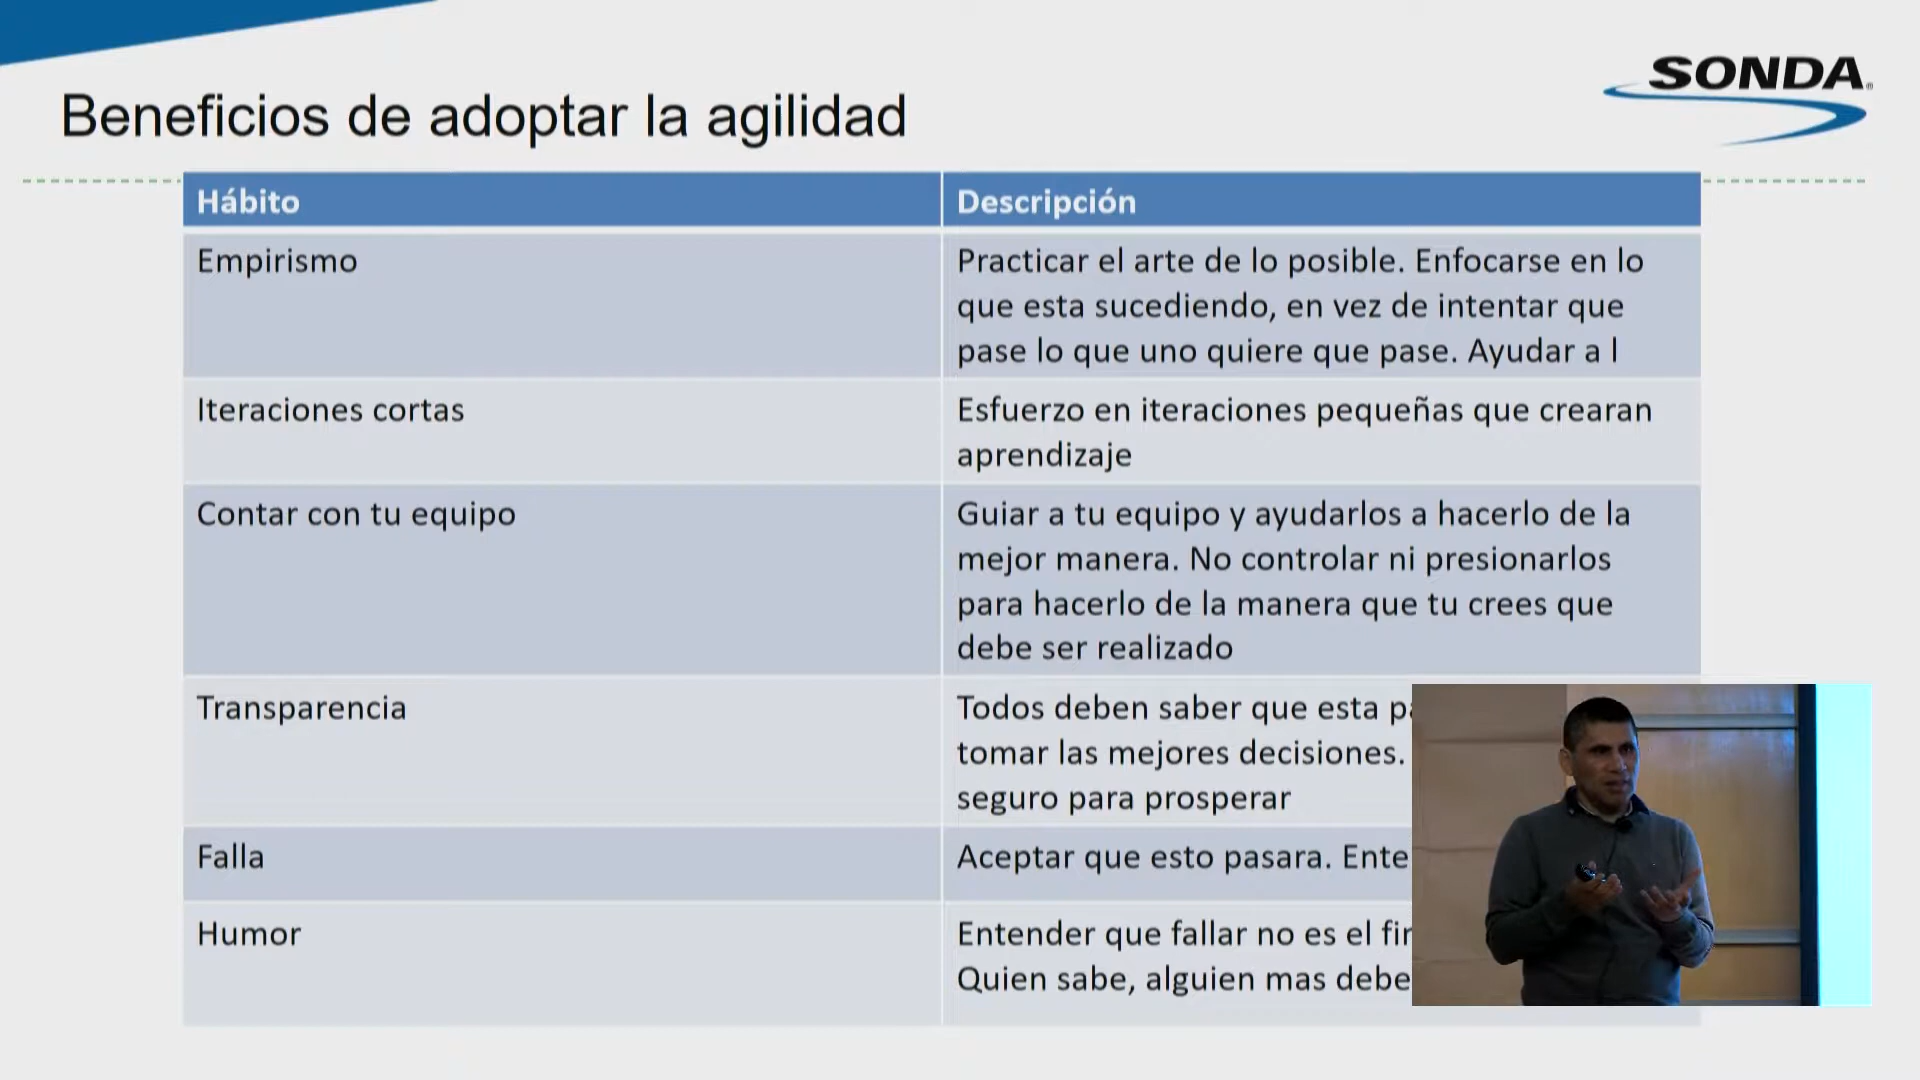 SONDA
Beneficios de adoptar la agilidad
Hábito
Descripción
Empirismo
Practicar el arte de lo posible. Enfocarse en lo
que esta sucediendo, en vez de intentar que
pase lo que uno quiere que pase. Ayudar a l
Iteraciones cortas
Esfuerzo en iteraciones pequeñas que crearan
aprendizaje
Contar con tu equipo
Guiar a tu equipo y ayudarlos a hacerlo de la
mejor manera. No controlar ni presionarlos
para hacerlo de la manera que tu crees que
debe ser realizado
Transparencia
Todos deben saber que esta
tomar las mejores decisiones.
seguro para prosperar
Falla
Aceptar que esto pasara.
Humor
Entender que fallar no es el
Quien sabe, alguien mas debe